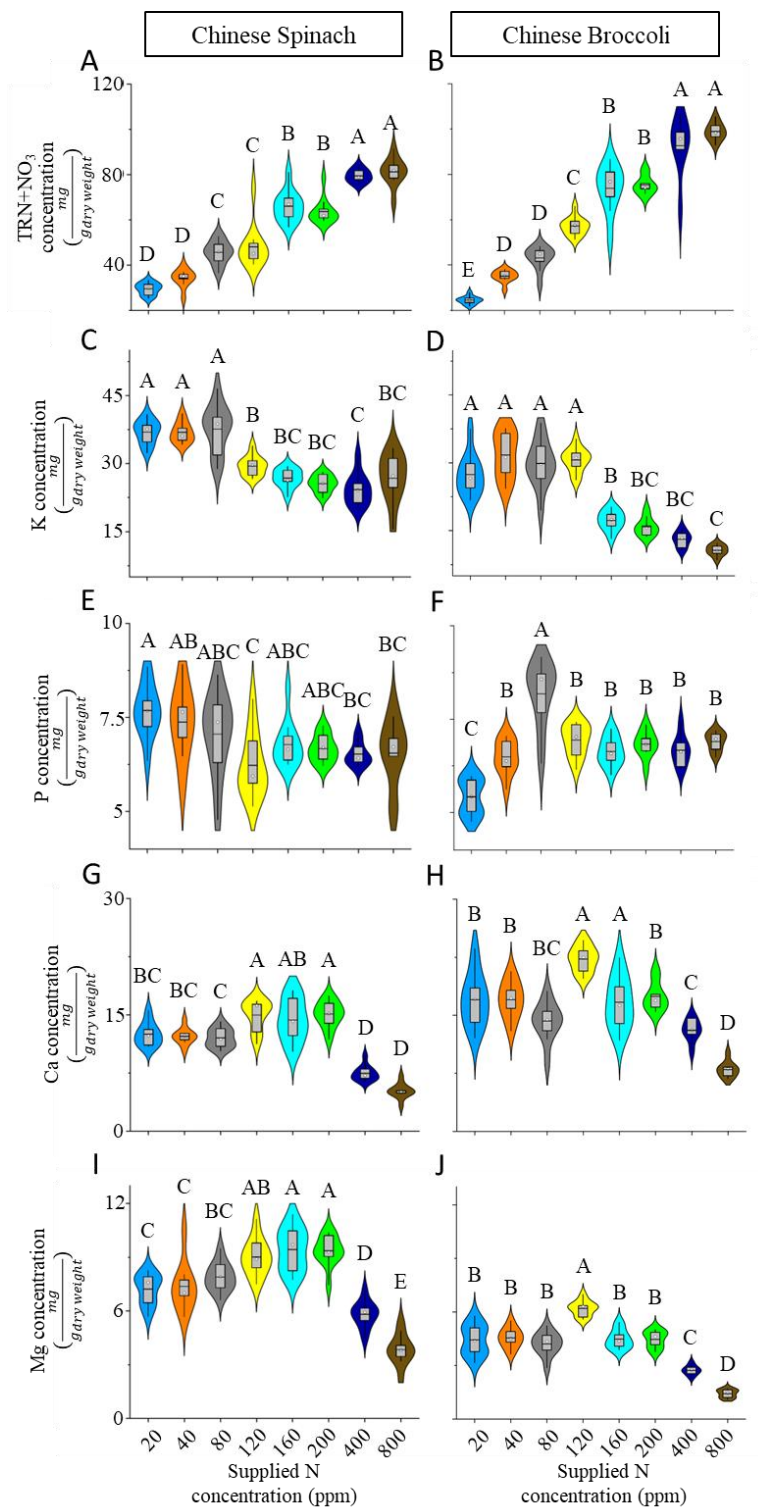 Chinese Spinach Chinese Broccoli
A B
TRN+NO3
concentration
(mg / g dry weight)
120
80
40
D D C C B B A A
E D D C B B A A
C D
K concentration
(mg / g dry weight)
45
30
15
A A A B BC BC C BC
A A A A B BC BC C
E F
P concentration
(mg / g dry weight)
10
7.5
5
A AB ABC C ABC ABC BC BC
C B A B B B B B
G H
Ca concentration
(mg / g dry weight)
30
15
0
BC BC C A AB A D D
B B BC A A B C D
I J
Mg concentration
(mg / g dry weight)
12
6
0
C C BC AB A A D E
B B B A B B C D
20 40 80 120 160 200 400 800
20 40 80 120 160 200 400 800
Supplied N
concentration (ppm)
Supplied N
concentration (ppm)